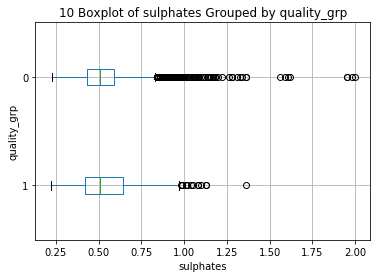 10 Boxplot of sulphates Grouped by quality_grp
0
quality_grp
1
0.25 0.50 0.75 1.00 1.25 1.50 1.75 2.00
sulphates